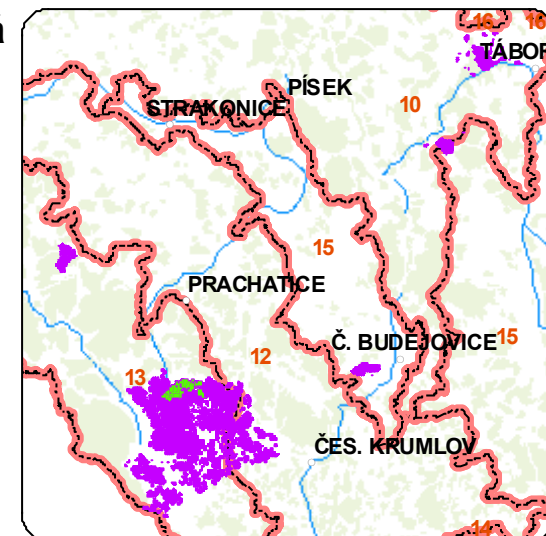 16
16
TÁBOR
PÍSEK
STRAKONICE
10
15
PRACHATICE
15
Č. BUDĚJOVICE
12
13
ČES. KRUMLOV
14